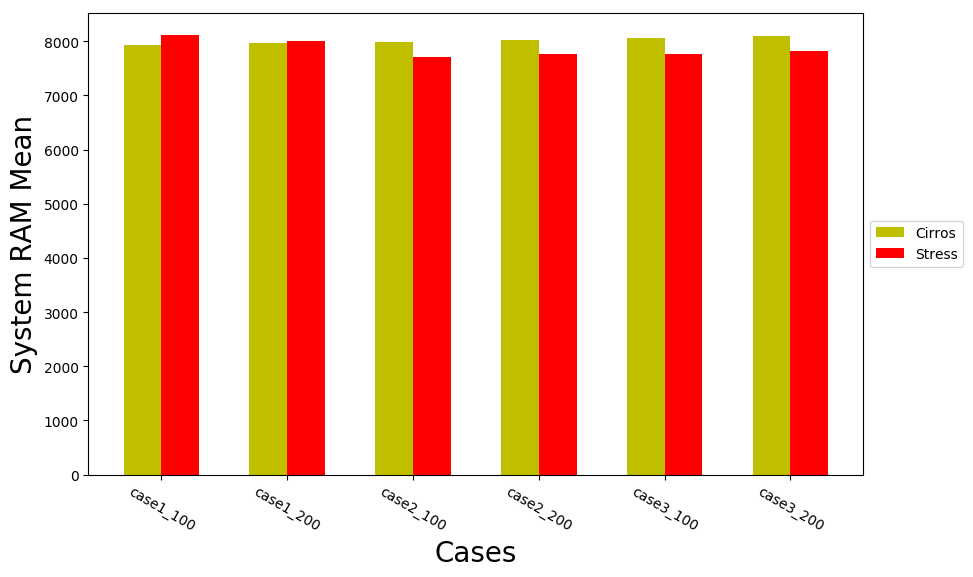 System RAM Mean
8000
7000
6000
5000
4000
3000
2000
1000
0
case1_100
case1_200
case2_100
case2_200
case3_100
case3_200
Cases
Cirros
Stress